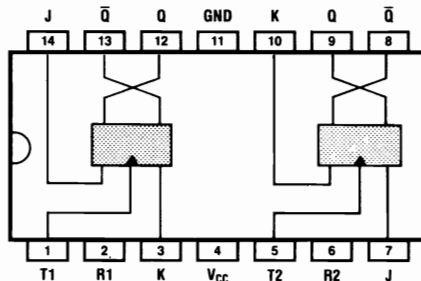 J Q̅ Q GND K Q Q̅
14 13 12 11 10 9 8
1 2 3 4 5 6 7
T1 R1 K VCC T2 R2 J